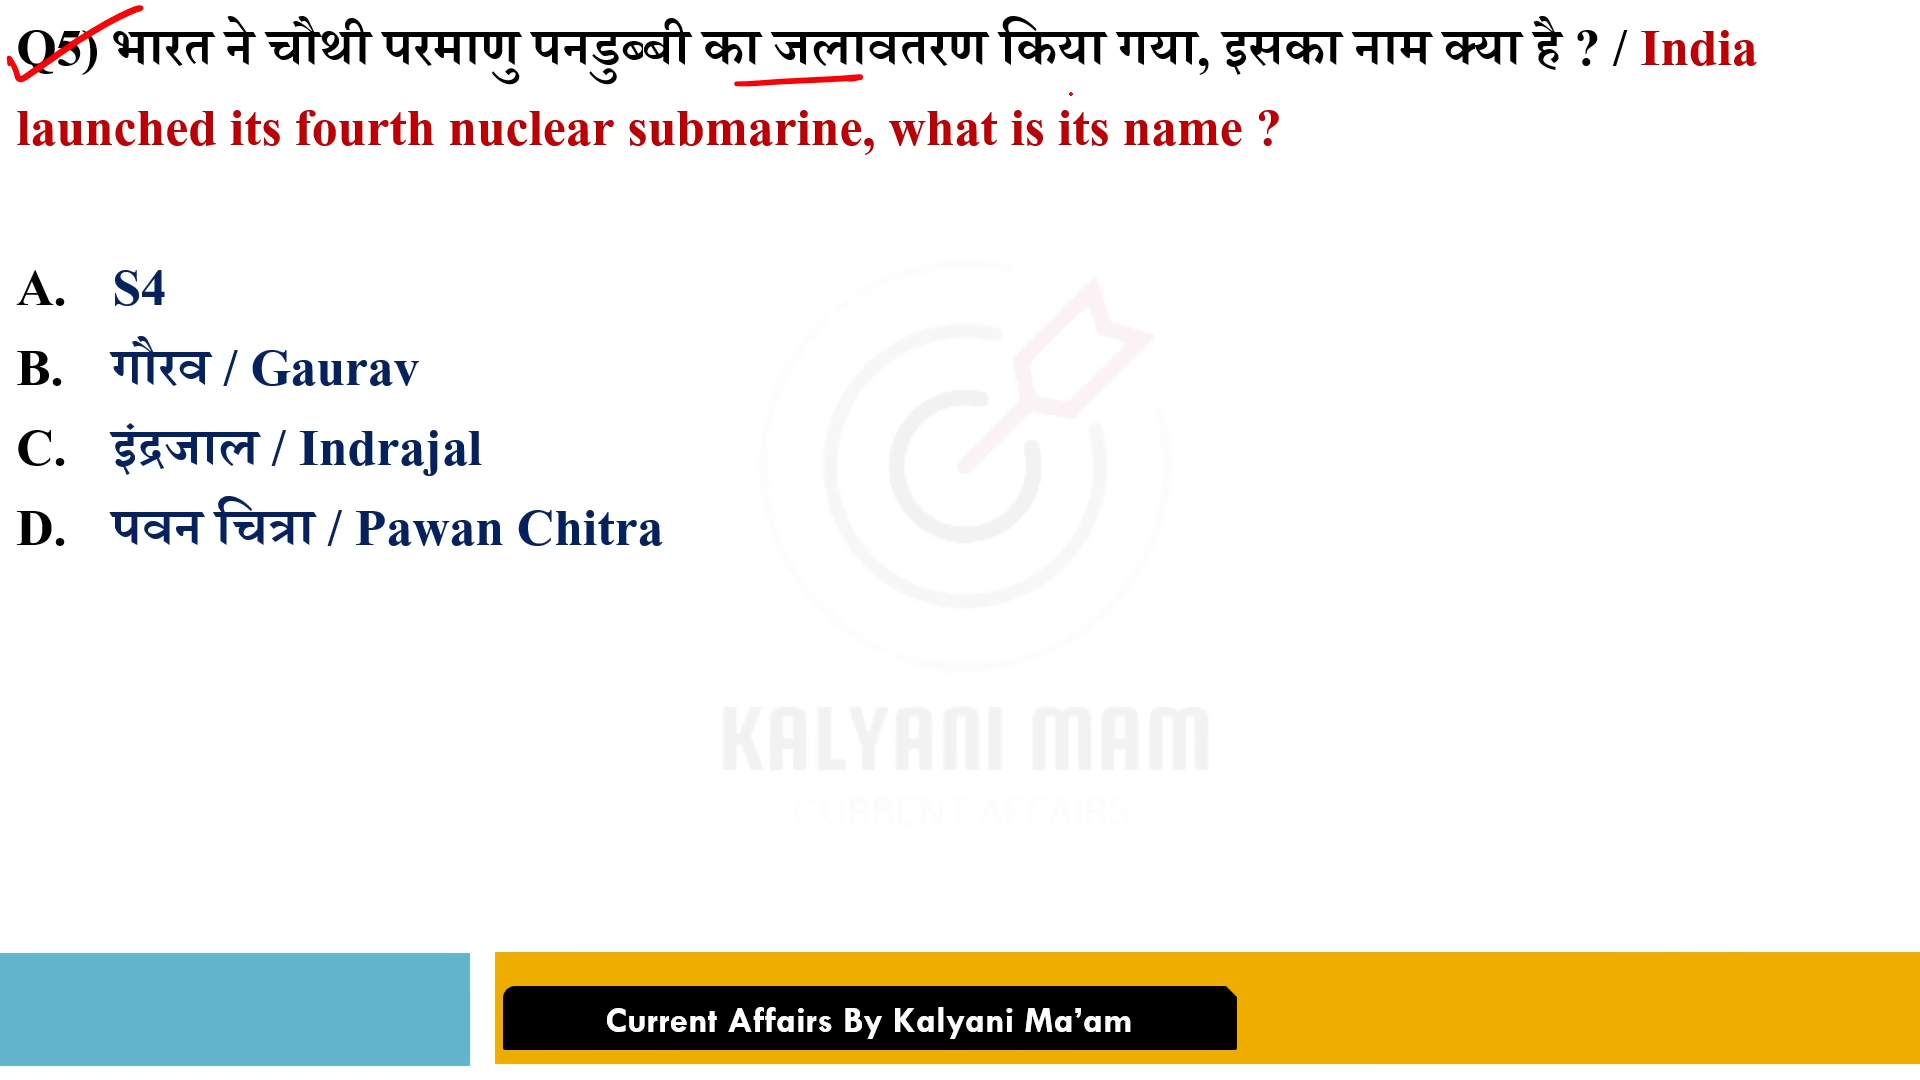 Q5) भारत ने चौथी परमाणु पनडुब्बी का जलावतरण किया गया, इसका नाम क्या है ? / India
launched its fourth nuclear submarine, what is its name ?
A. S4
B. गौरव / Gaurav
C. इंद्रजाल / Indrajal
D. पवन चित्रा / Pawan Chitra
KALYANI MAM
CURRENT AFFAIRS
Current Affairs By Kalyani Ma’am